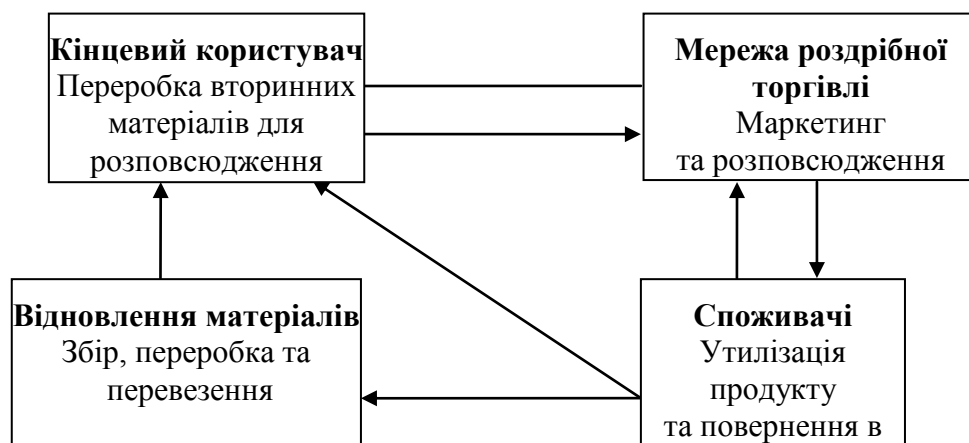 Кінцевий користувач
Переробка вторинних
матеріалів для
розповсюдження
Мережа роздрібної
торгівлі
Маркетинг
та розповсюдження
Відновлення матеріалів
Збір, переробка та
перевезення
Споживачі
Утилізація
продукту
та повернення в